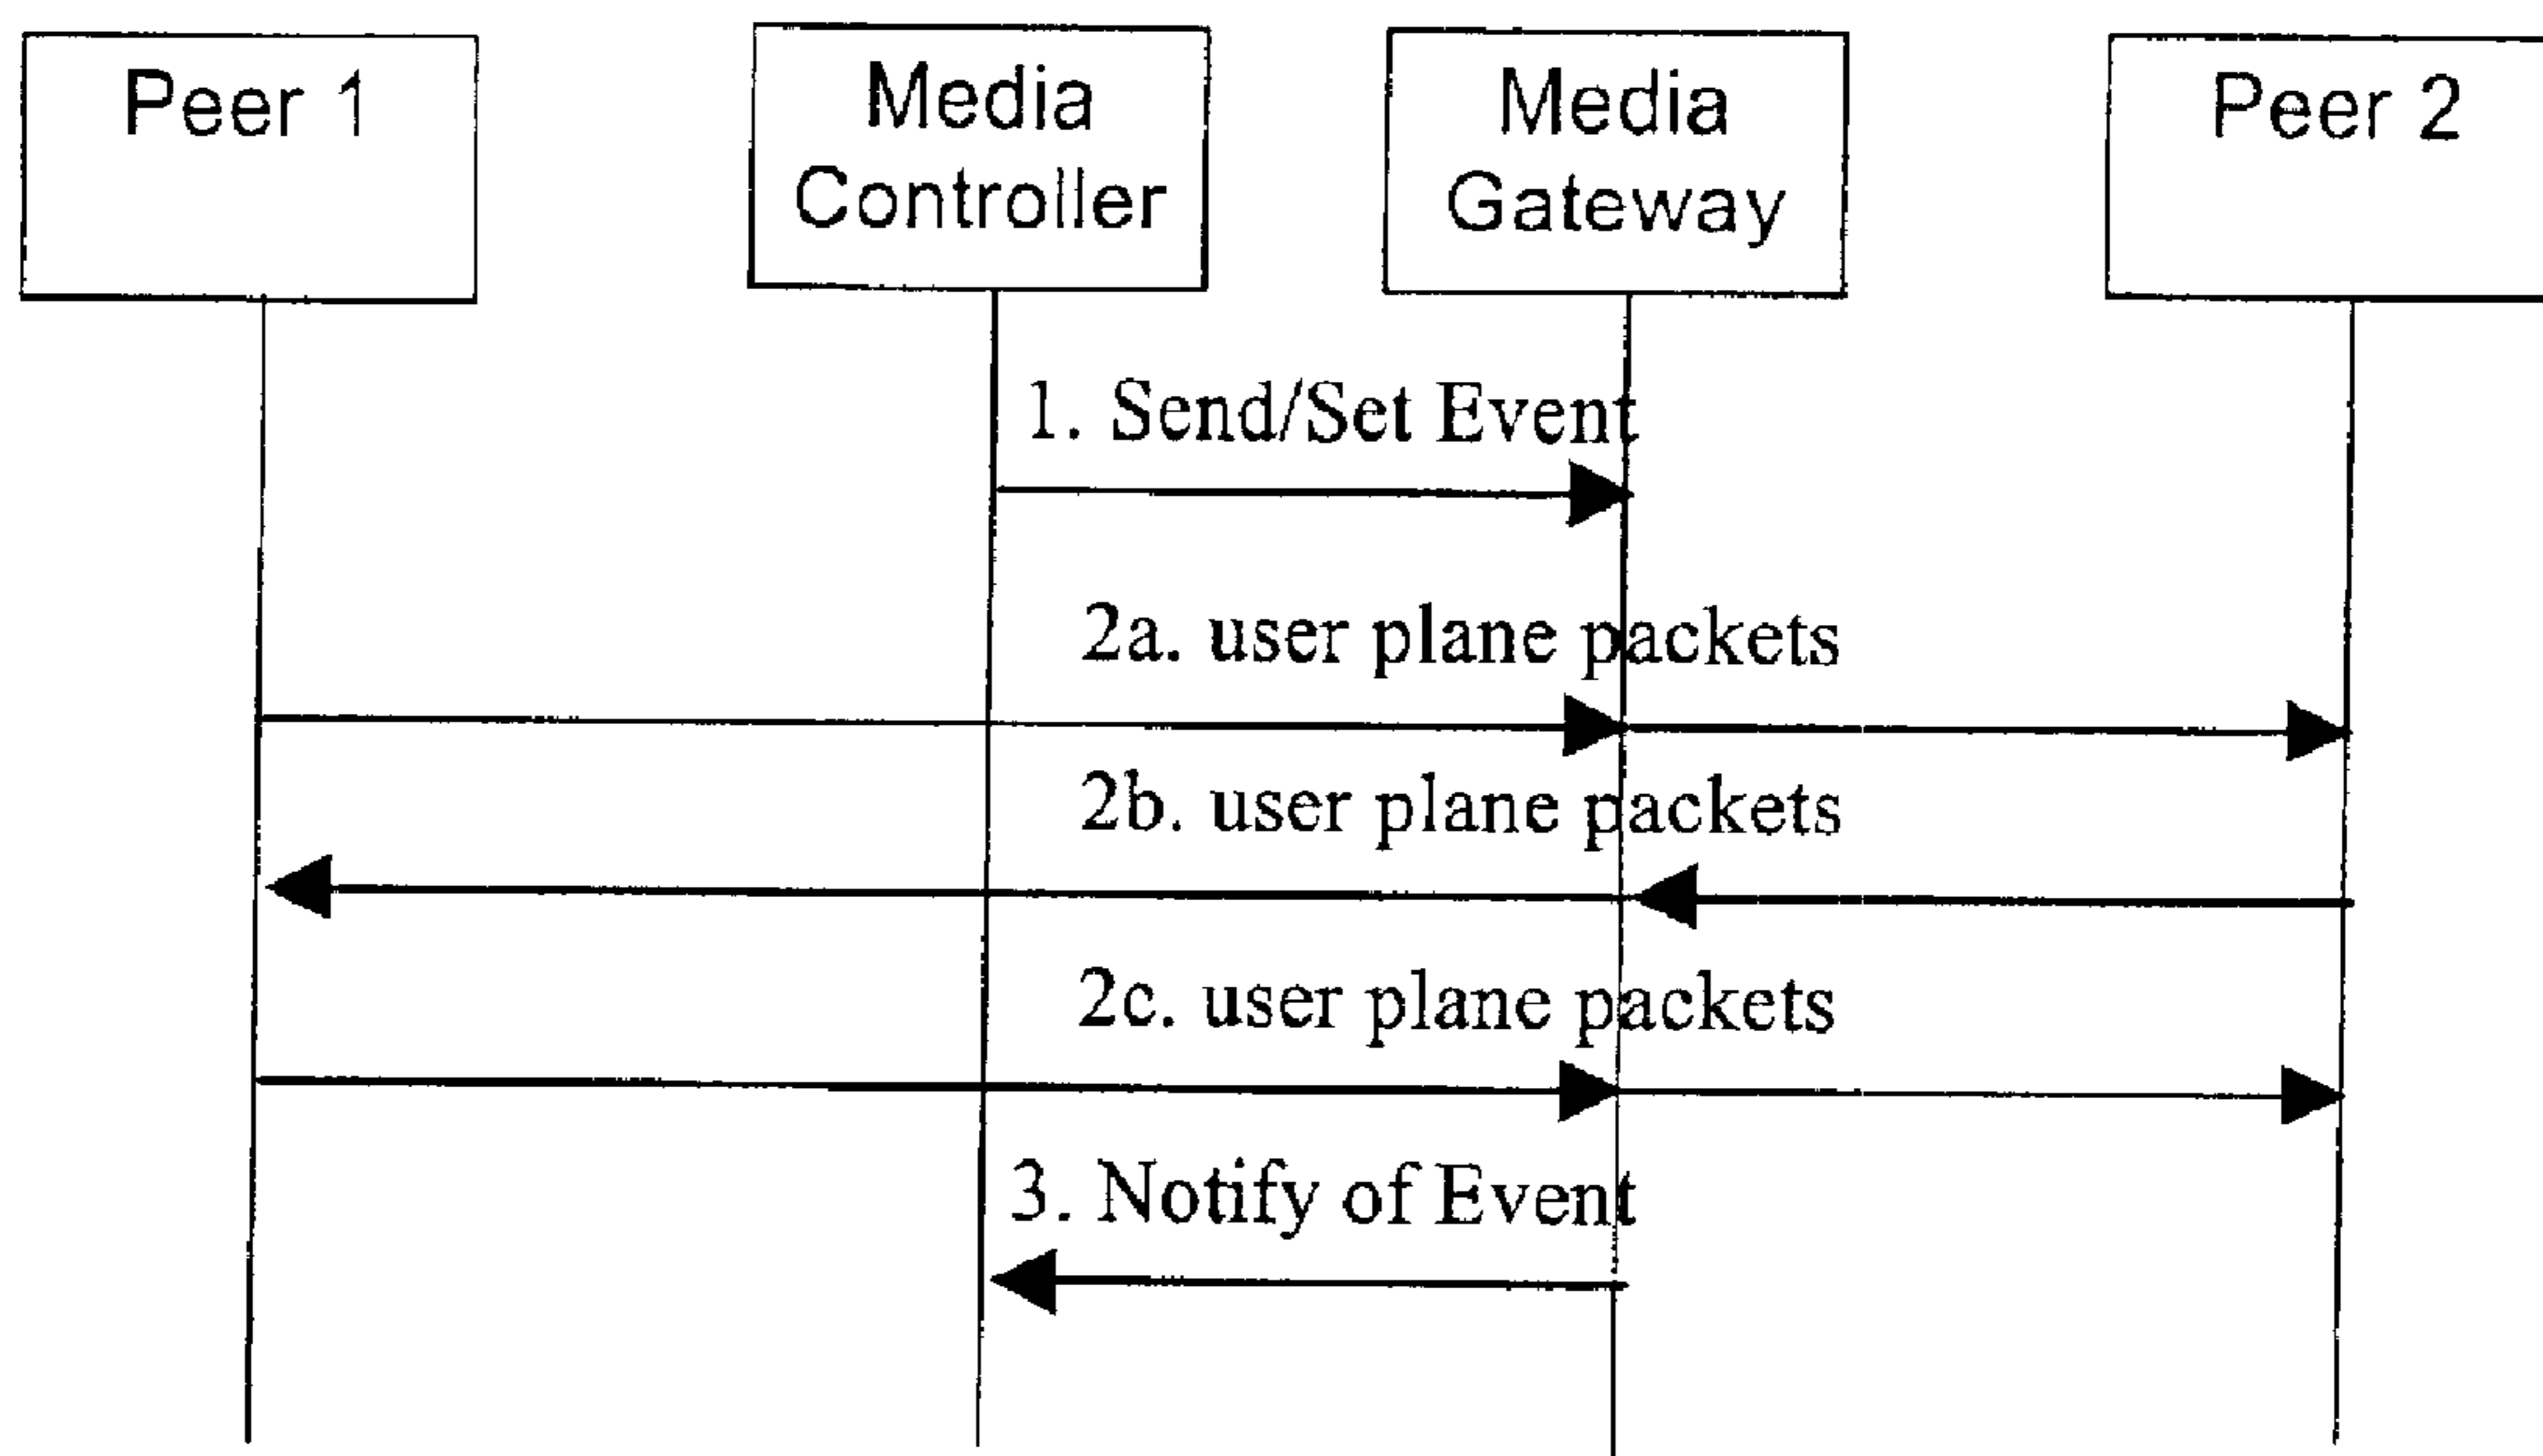 Peer 1
Media
Controller
Media
Gateway
Peer 2
1. Send/Set Event
2a. user plane packets
2b. user plane packets
2c. user plane packets
3. Notify of Event